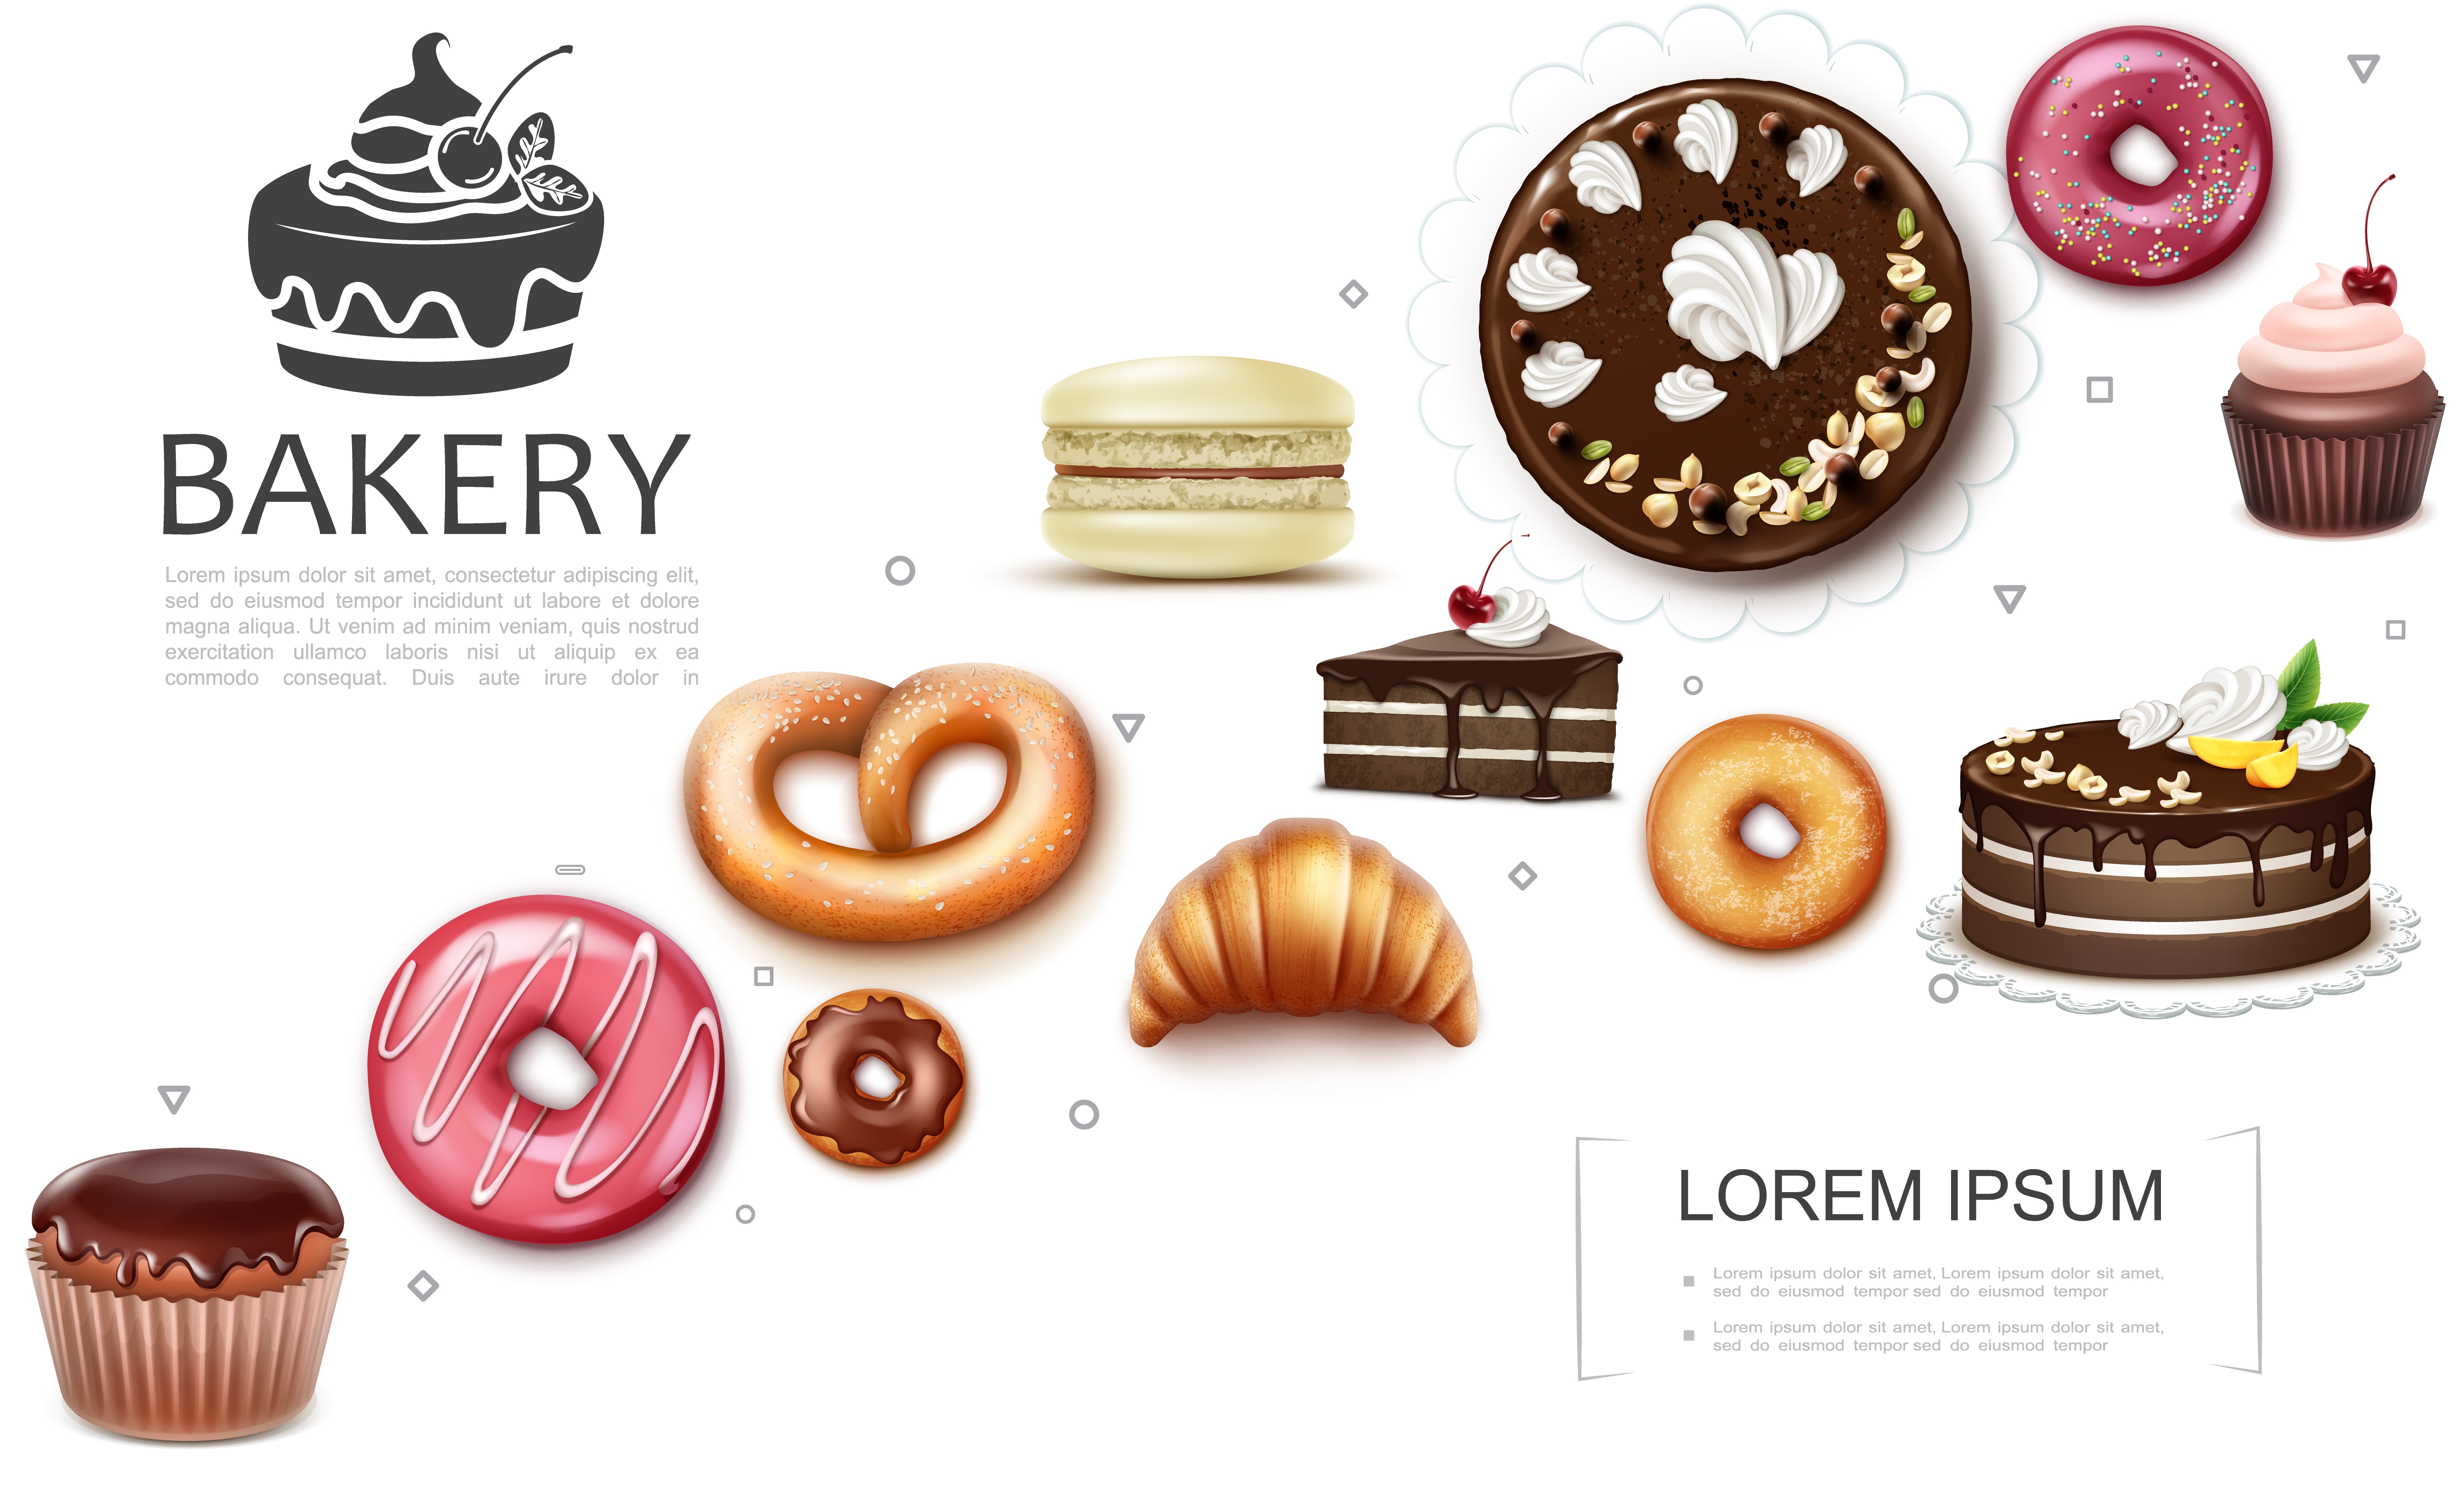 BAKERY
Lorem ipsum dolor sit amet, consectetur adipiscing elit,
sed do eiusmod tempor incididunt ut labore et dolore
magna aliqua. Ut venim ad minim veniam, quis nostrud
exercitation ullamco laboris nisi ut aliquip ex ea
commodo consequat. Duis aute irure dolor in
LOREM IPSUM
Lorem ipsum dolor sit amet, Lorem ipsum dolor sit amet,
sed do eiusmod tempor sed do eiusmod tempor
Lorem ipsum dolor sit amet, Lorem ipsum dolor sit amet,
sed do eiusmod tempor sed do eiusmod tempor